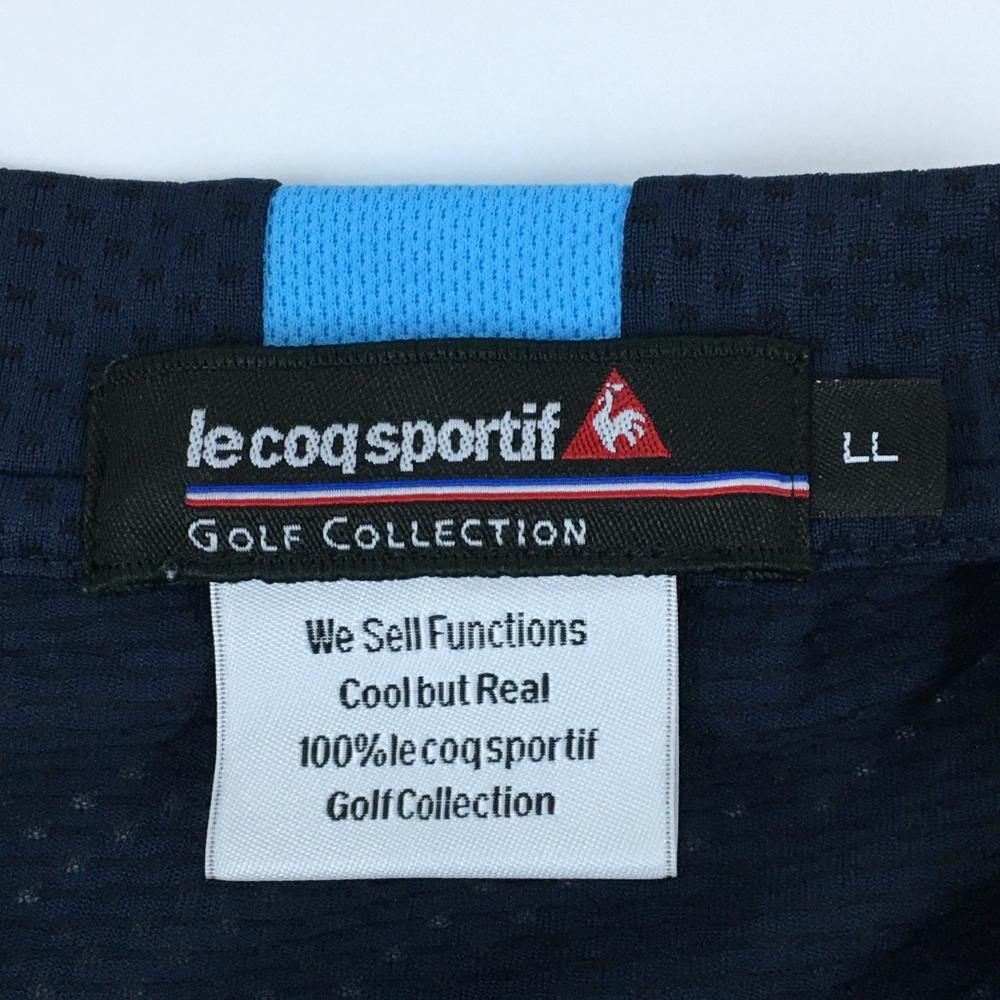 le coq sportif
LL
GOLF COLLECTION
We Sell Functions
Cool but Real
100% le coq sportif
Golf Collection